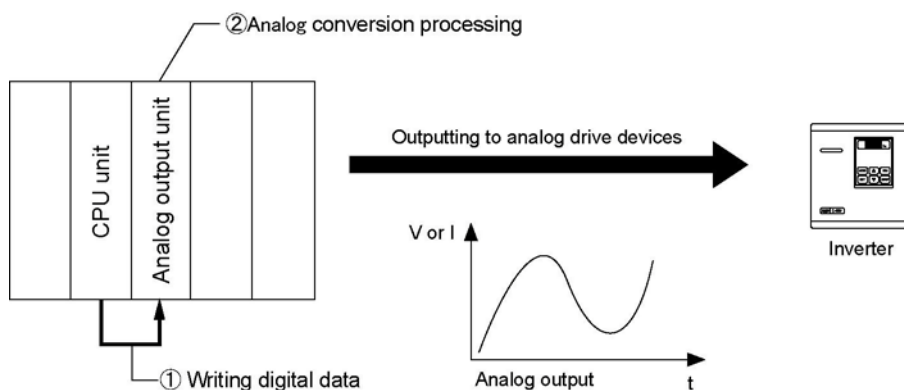 ②Analog conversion processing
CPU unit
Analog output unit
Outputting to analog drive devices
V or I
Inverter
Analog output
t
① Writing digital data